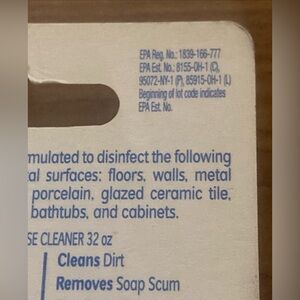 EPA Reg. No.: 1839-166-777
EPA Est. No.: 8155-OH-1 (C),
95072-NY-1 (P), 85915-OH-1 (L)
Beginning of lot code indicates
EPA Est. No.
mulated to disinfect the following
al surfaces: floors, walls, metal
porcelain, glazed ceramic tile,
bathtubs, and cabinets.
SE CLEANER 32 oz
Cleans Dirt
Removes Soap Scum